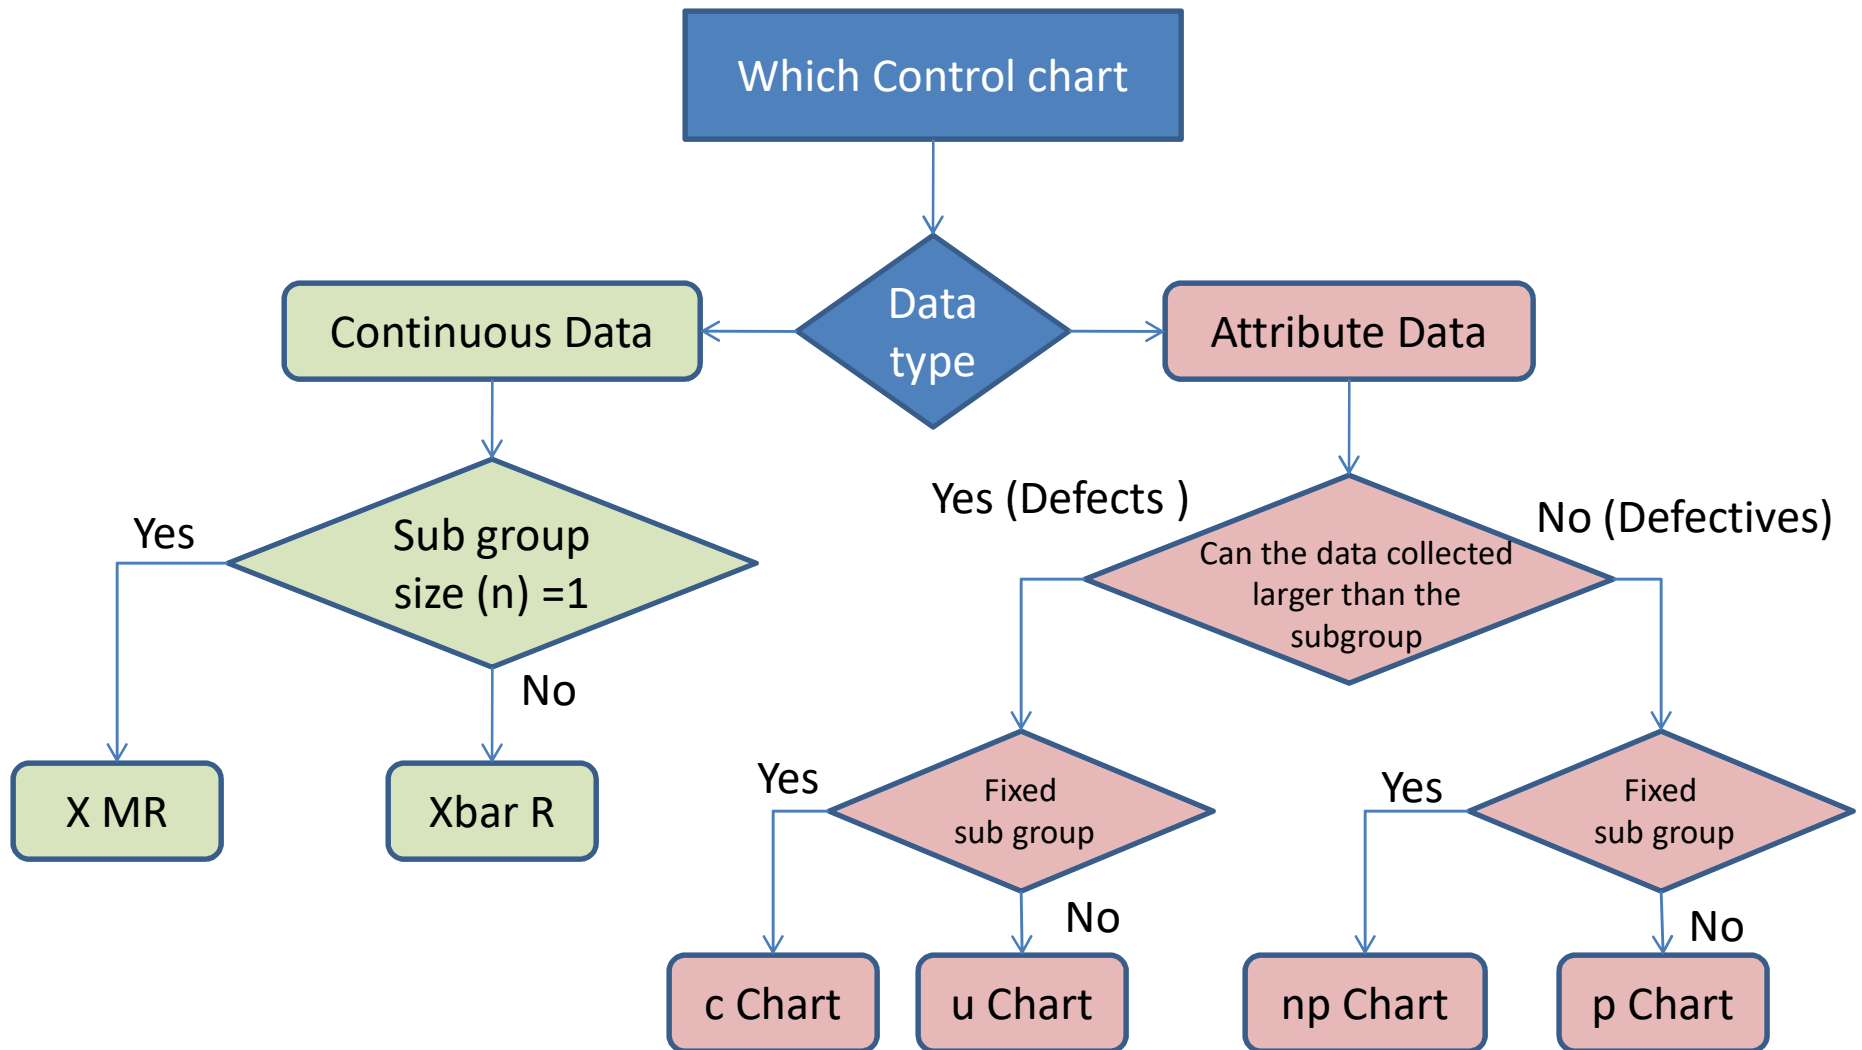 Which Control chart
Data
type
Continuous Data
Attribute Data
Yes
Sub group
size (n) =1
No
X MR
Xbar R
Yes (Defects )
No (Defectives)
Can the data collected
larger than the
subgroup
Yes
Fixed
sub group
No
c Chart
u Chart
Yes
Fixed
sub group
No
np Chart
p Chart